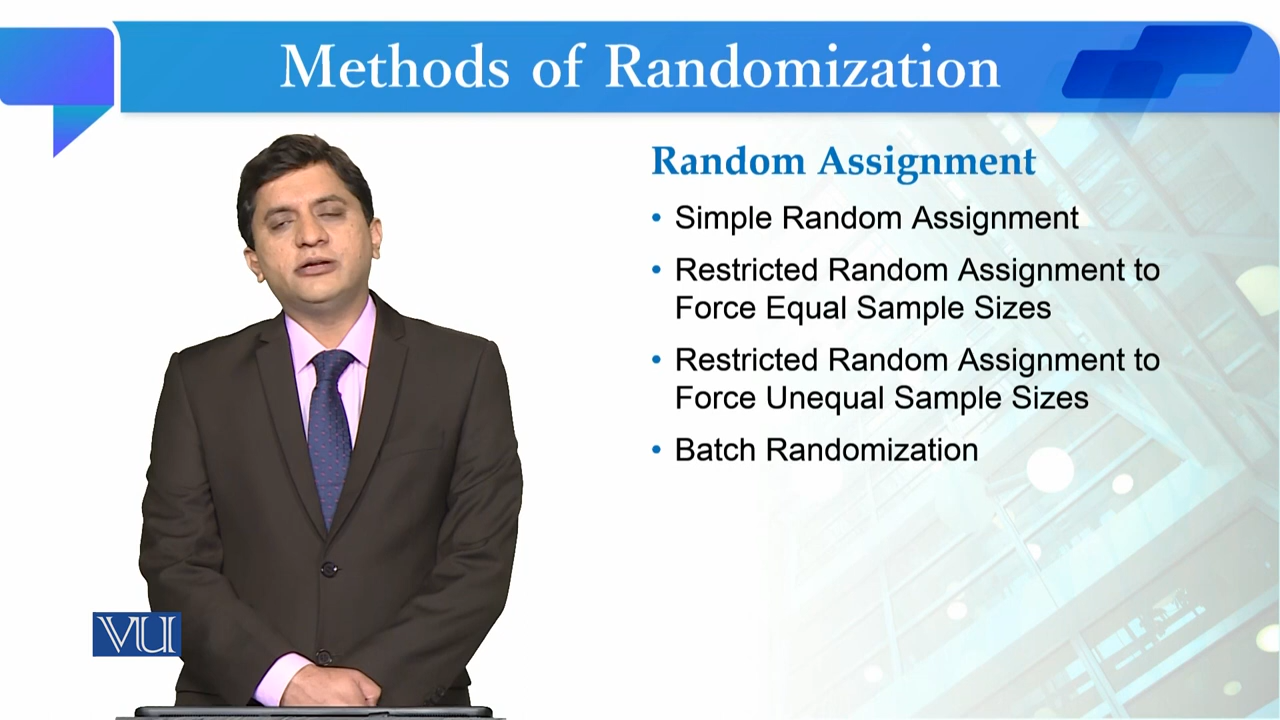 Methods of Randomization
Random Assignment
• Simple Random Assignment
• Restricted Random Assignment to
Force Equal Sample Sizes
• Restricted Random Assignment to
Force Unequal Sample Sizes
• Batch Randomization
VU